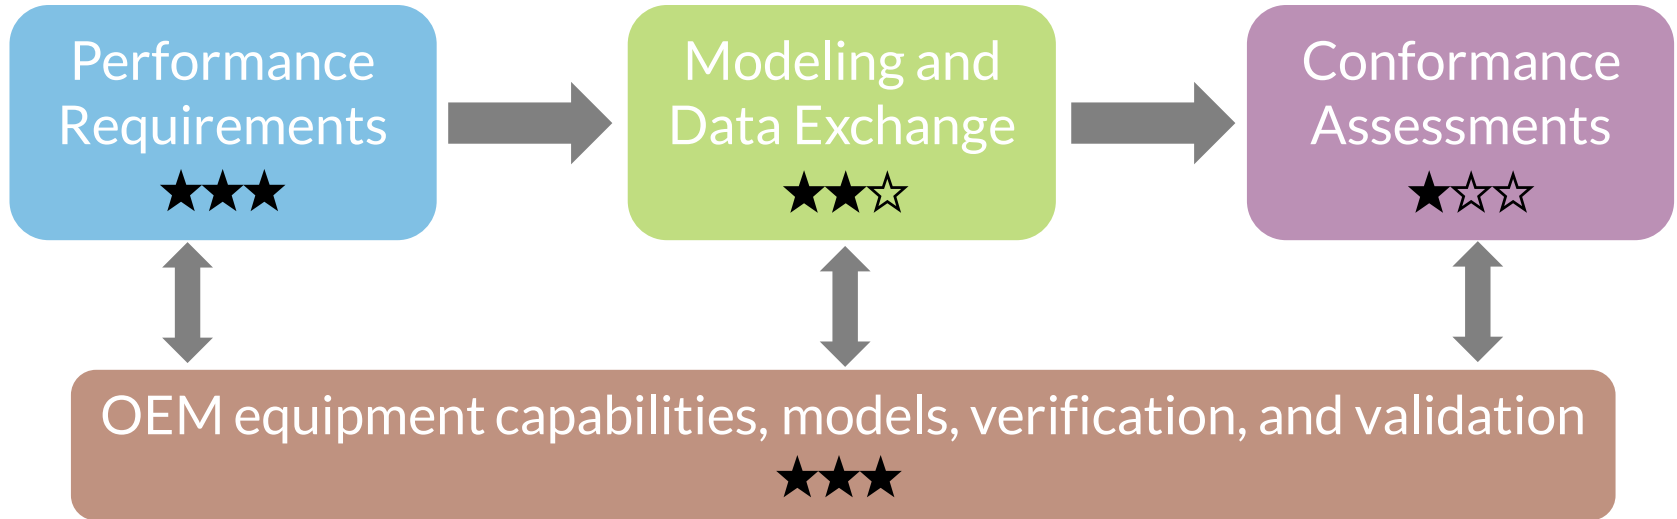 Performance
Requirements
★★★
Modeling and
Data Exchange
★★☆
Conformance
Assessments
★☆☆
OEM equipment capabilities, models, verification, and validation
★★★